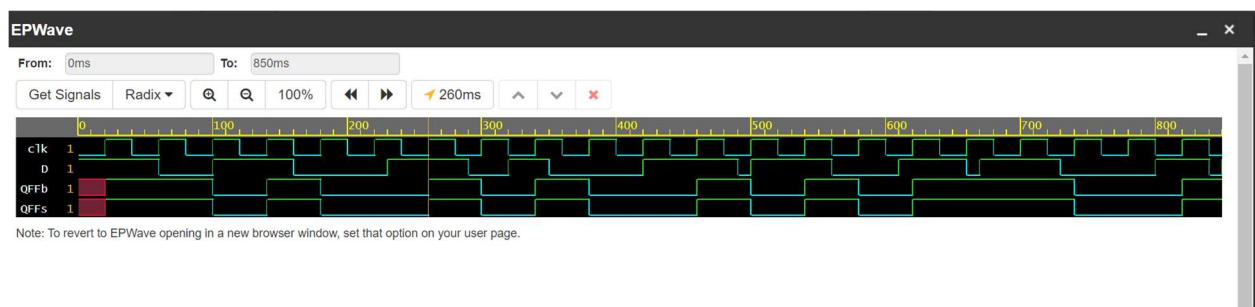 EPWave
From: 0ms To: 850ms
Get Signals Radix 100% 260ms
0 100 200 300 400 500 600 700 800
clk 1
D 1
QFFb 1
QFFs 1
Note: To revert to EPWave opening in a new browser window, set that option on your user page.